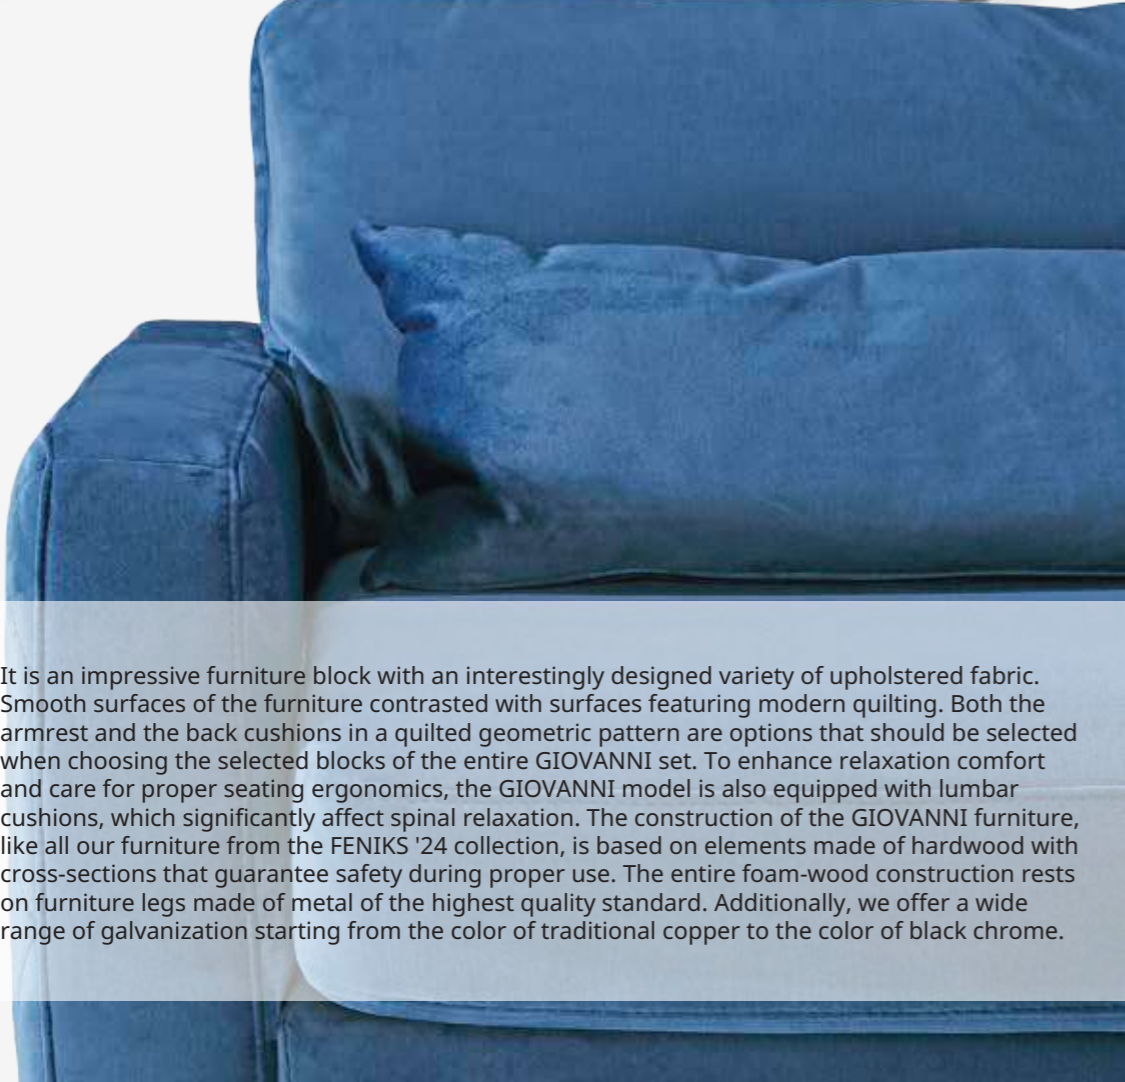 It is an impressive furniture block with an interestingly designed variety of upholstered fabric.
Smooth surfaces of the furniture contrasted with surfaces featuring modern quilting. Both the
armrest and the back cushions in a quilted geometric pattern are options that should be selected
when choosing the selected blocks of the entire GIOVANNI set. To enhance relaxation comfort
and care for proper seating ergonomics, the GIOVANNI model is also equipped with lumbar
cushions, which significantly affect spinal relaxation. The construction of the GIOVANNI furniture,
like all our furniture from the FENIKS '24 collection, is based on elements made of hardwood with
cross-sections that guarantee safety during proper use. The entire foam-wood construction rests
on furniture legs made of metal of the highest quality standard. Additionally, we offer a wide
range of galvanization starting from the color of traditional copper to the color of black chrome.